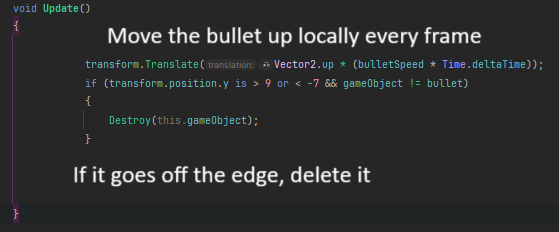 void Update()
{
Move the bullet up locally every frame
transform.Translate( translation: Vector2.up * (bulletSpeed * Time.deltaTime));
if (transform.position.y is > 9 or < -7 && gameObject != bullet)
{
Destroy(this.gameObject);
}
If it goes off the edge, delete it
}